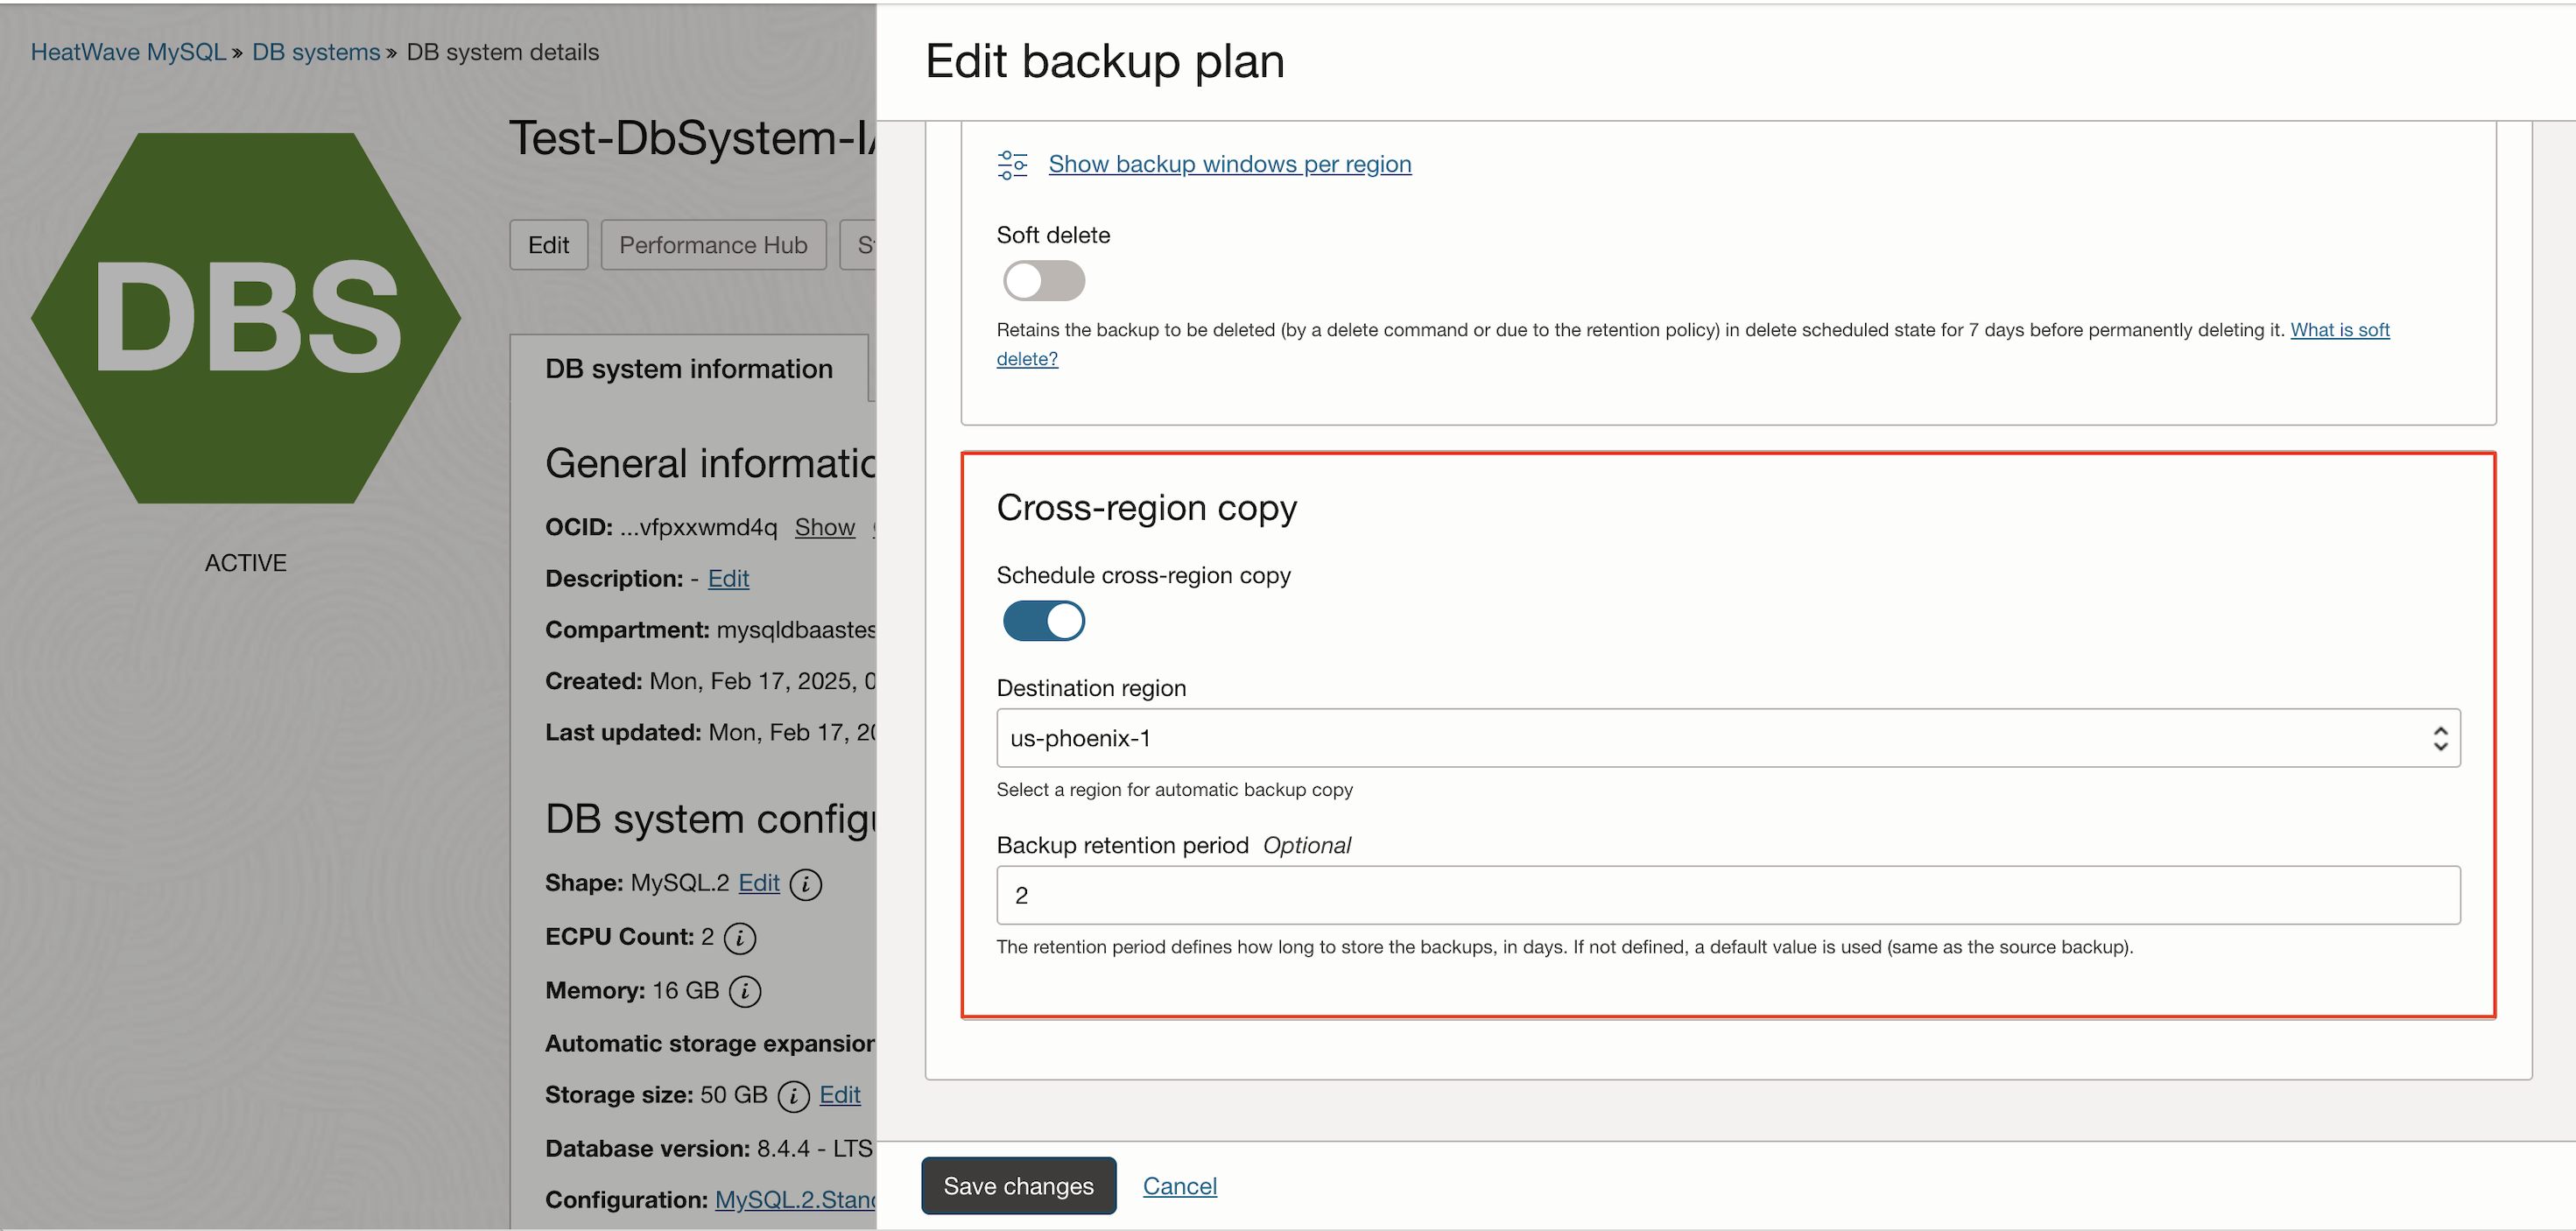 HeatWave MySQL » DB systems » DB system details
DBS
ACTIVE
Test-DbSystem-
Edit
Performance Hub
DB system information
General
OCID: ...vfpxxwmd4q Show
Description: - Edit
Compartment: mysqldbaastes
Created: Mon, Feb 17, 2025,
Last updated: Mon, Feb 17,
DB system
Shape: MySQL.2 Edit
ECPU Count: 2
Memory: 16 GB
Automatic storage expansion
Storage size: 50 GB Edit
Database version: 8.4.4 - LTS
Configuration: MySQL.2.Stan
Edit backup plan
Show backup windows per region
Soft delete
Retains the backup to be deleted (by a delete command or due to the retention policy) in delete scheduled state for 7 days before permanently deleting it. What is soft
delete?
Cross-region copy
Schedule cross-region copy
Destination region
us-phoenix-1
Select a region for automatic backup copy
Backup retention period Optional
2
The retention period defines how long to store the backups, in days. If not defined, a default value is used (same as the source backup).
Save changes
Cancel